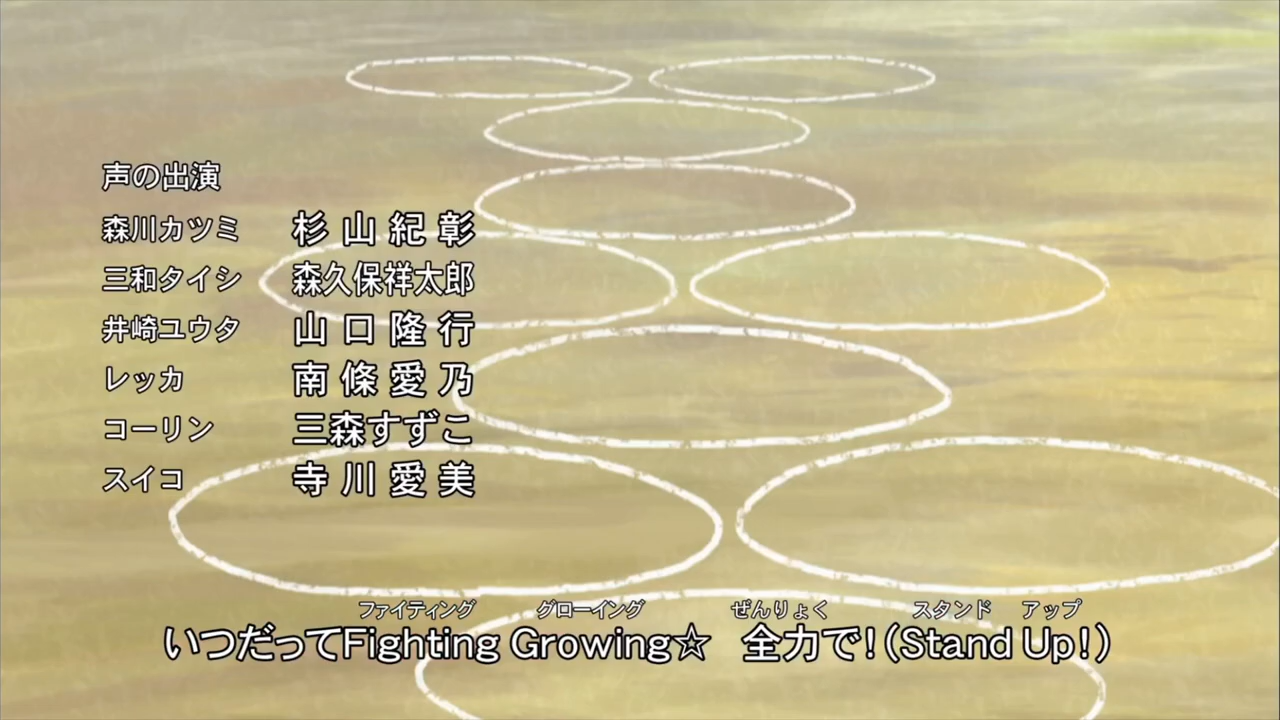 声の出演
森川カツミ 杉山紀彰
三和タイシ 森久保祥太郎
井崎ユウタ 山口隆行
レッカ 南條愛乃
コーリン 三森すずこ
スイコ 寺川愛美
ファイティング グローイング ぜんりょく スタンド アップ
いつだってFighting Growing☆ 全力で!(Stand Up!)